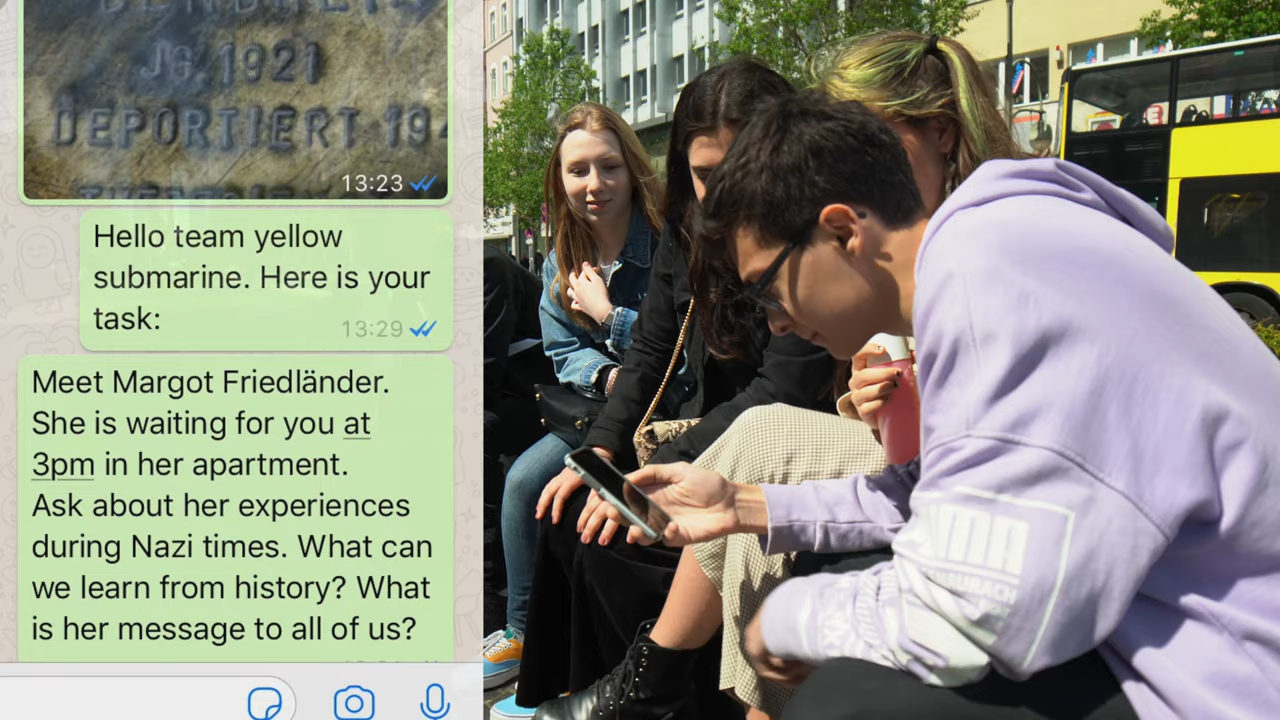 JG. 1921
DEPORTIERT 194
13:23
Hello team yellow
submarine. Here is your
task:
13:29
Meet Margot Friedländer.
She is waiting for you at
3pm in her apartment.
Ask about her experiences
during Nazi times. What can
we learn from history? What
is her message to all of us?